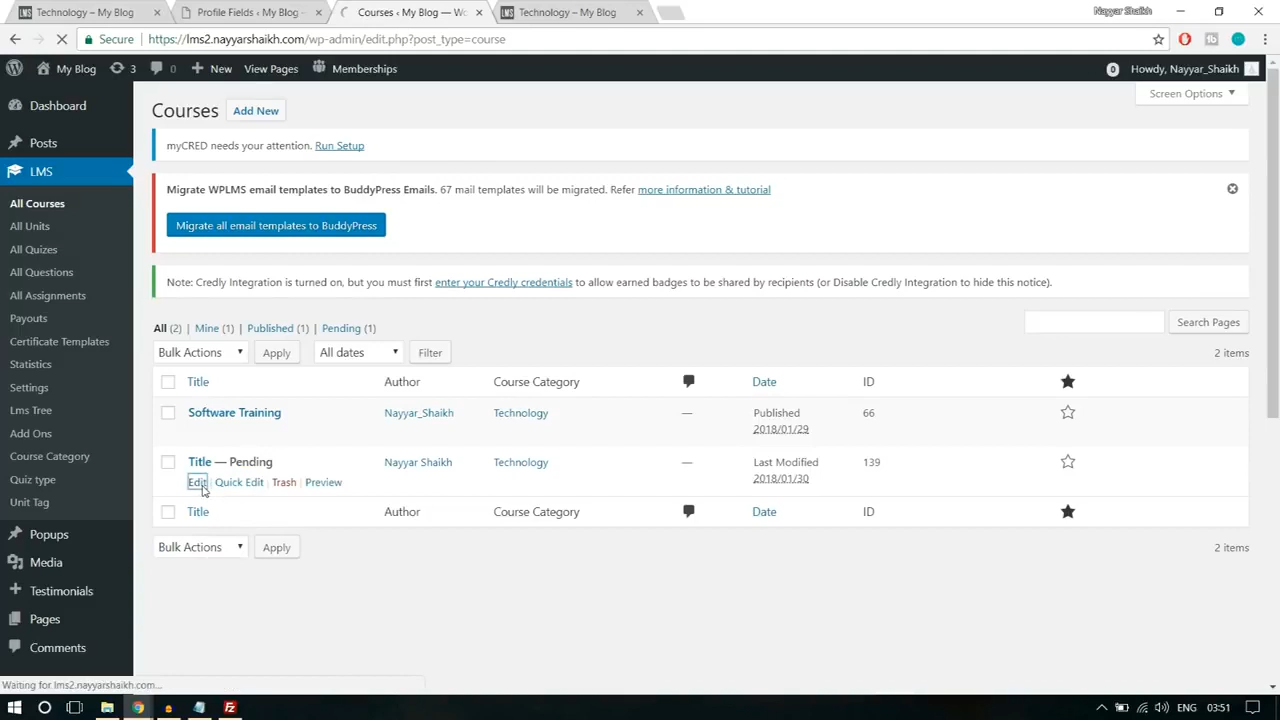 Technology – My Blog
Profile Fields ‹ My Blog —
Courses ‹ My Blog — Wo
Technology – My Blog
Nayyar Shaikh
Secure
https://lms2.nayyarshaikh.com/wp-admin/edit.php?post_type=course
My Blog
3
0
New
View Pages
Memberships
0
Howdy, Nayyar_Shaikh
Dashboard
Posts
LMS
All Courses
All Units
All Quizes
All Questions
All Assignments
Payouts
Certificate Templates
Statistics
Settings
Lms Tree
Add Ons
Course Category
Quiz type
Unit Tag
Popups
Media
Testimonials
Pages
Comments
Screen Options
Courses
Add New
myCRED needs your attention. Run Setup
Migrate WPLMS email templates to BuddyPress Emails. 67 mail templates will be migrated. Refer more information & tutorial
Migrate all email templates to BuddyPress
Note: Credly Integration is turned on, but you must first enter your Credly credentials to allow earned badges to be shared by recipients (or Disable Credly Integration to hide this notice).
All (2) | Mine (1) | Published (1) | Pending (1)
Search Pages
Bulk Actions
Apply
All dates
Filter
2 items
Title
Author
Course Category
Date
ID
Software Training
Nayyar_Shaikh
Technology
—
Published
2018/01/29
66
Title — Pending
Nayyar Shaikh
Technology
—
Last Modified
2018/01/30
139
Edit | Quick Edit | Trash | Preview
Title
Author
Course Category
Date
ID
Bulk Actions
Apply
2 items
Waiting for lms2.nayyarshaikh.com...
ENG
03:51